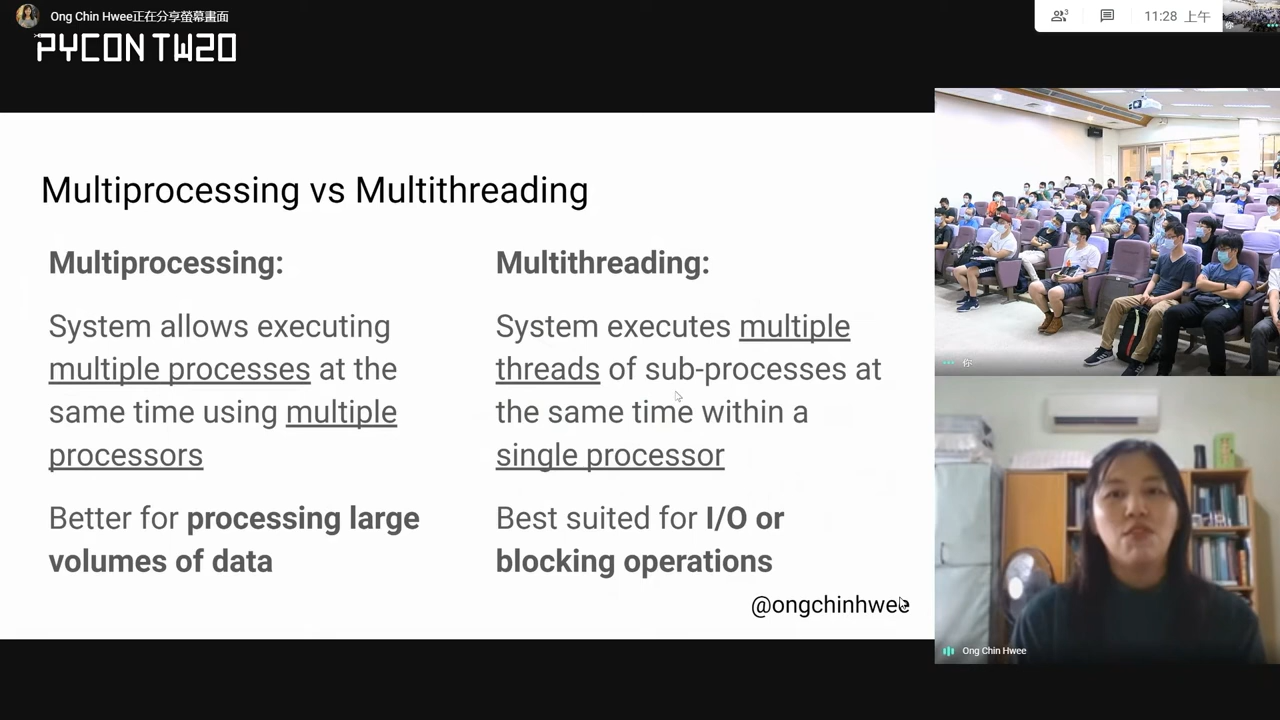 Ong Chin Hwee正在分享螢幕畫面
PYCON TW20
3
11:28 上午
你
Multiprocessing vs Multithreading
Multiprocessing:
System allows executing
multiple processes at the
same time using multiple
processors
Better for processing large
volumes of data
Multithreading:
System executes multiple
threads of sub-processes at
the same time within a
single processor
Best suited for I/O or
blocking operations
@ongchinhwee
你
Ong Chin Hwee